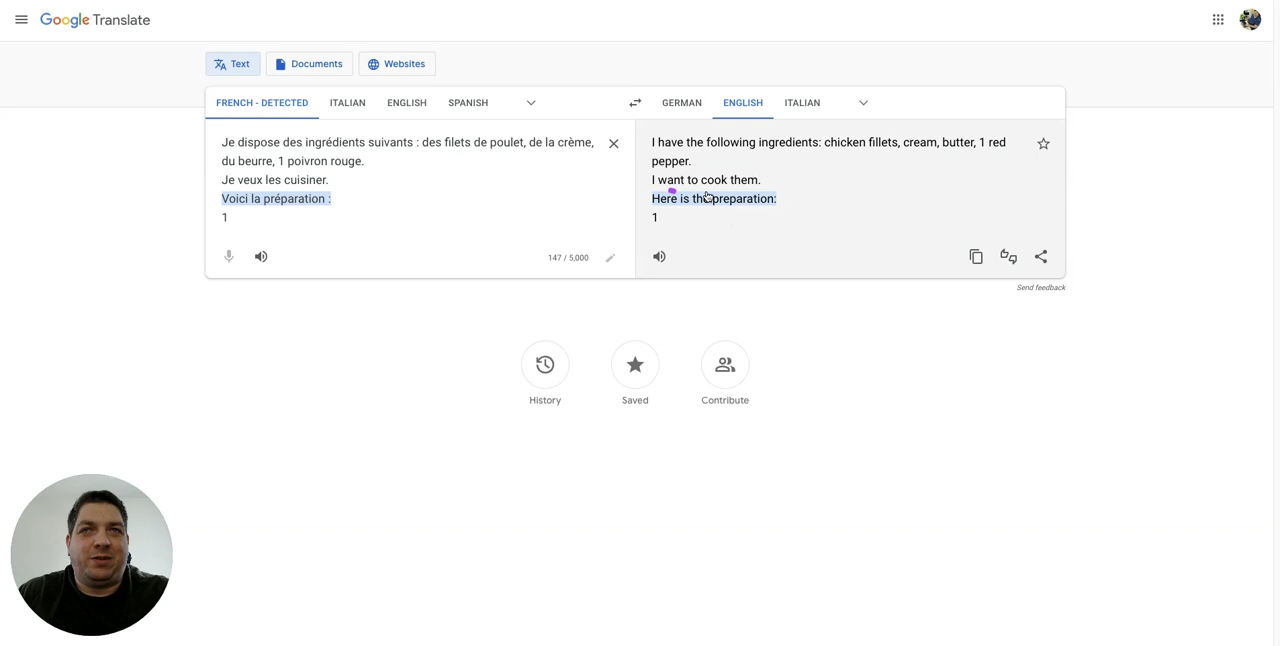 Google Translate
Text
Documents
Websites
FRENCH - DETECTED
ITALIAN
ENGLISH
SPANISH
GERMAN
ENGLISH
ITALIAN
Je dispose des ingrédients suivants : des filets de poulet, de la crème,
du beurre, 1 poivron rouge.
Je veux les cuisiner.
Voici la préparation :
1
147 / 5,000
I have the following ingredients: chicken fillets, cream, butter, 1 red
pepper.
I want to cook them.
Here is the preparation:
1
Send feedback
History
Saved
Contribute